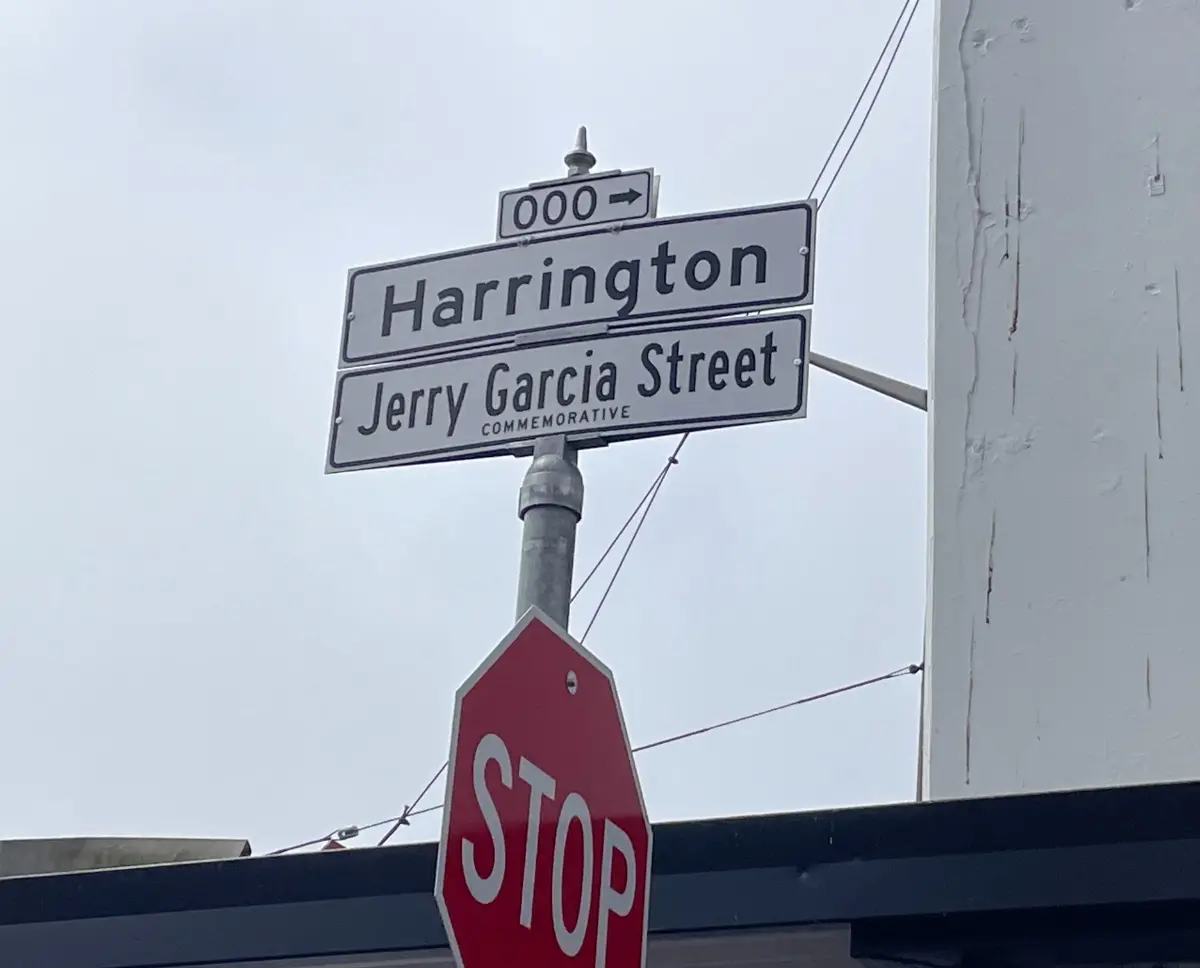 000 →
Harrington
Jerry Garcia Street
COMMEMORATIVE
STOP